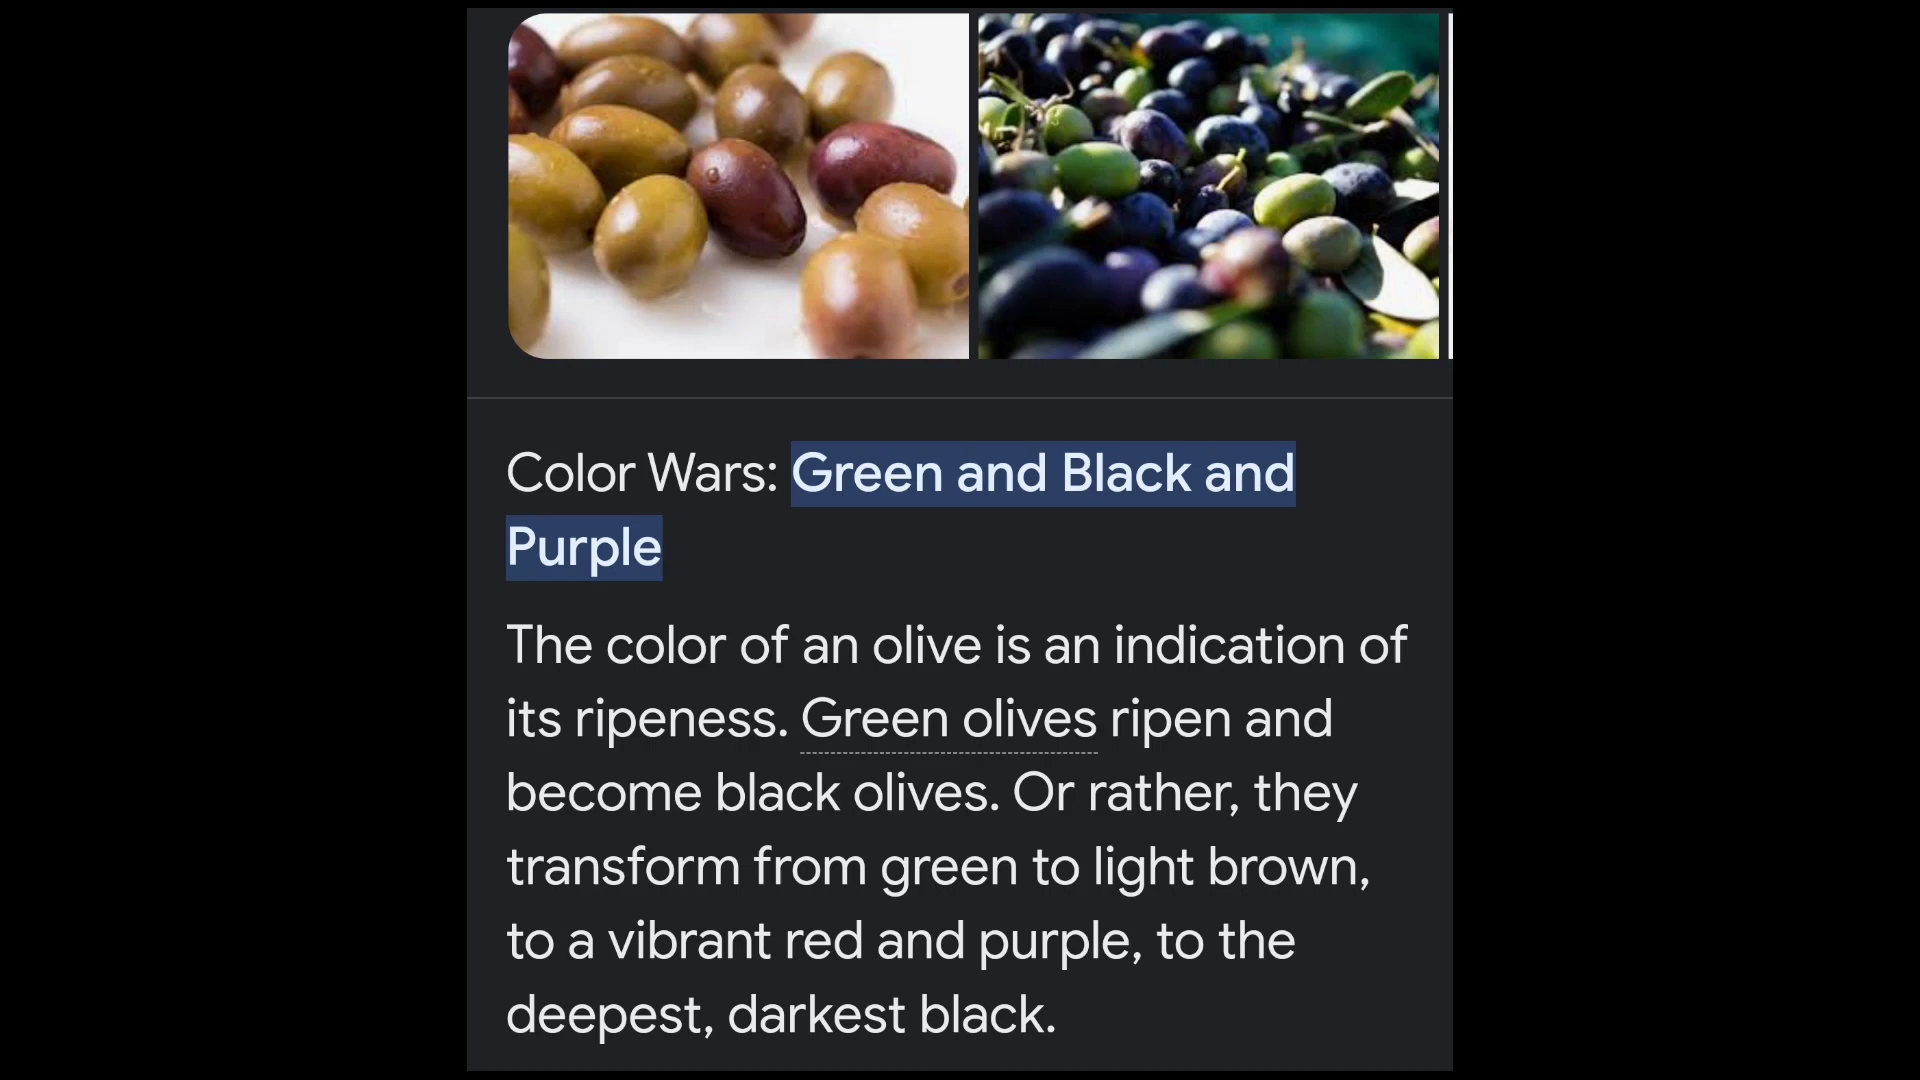 Color Wars: Green and Black and
Purple
The color of an olive is an indication of
its ripeness. Green olives ripen and
become black olives. Or rather, they
transform from green to light brown,
to a vibrant red and purple, to the
deepest, darkest black.